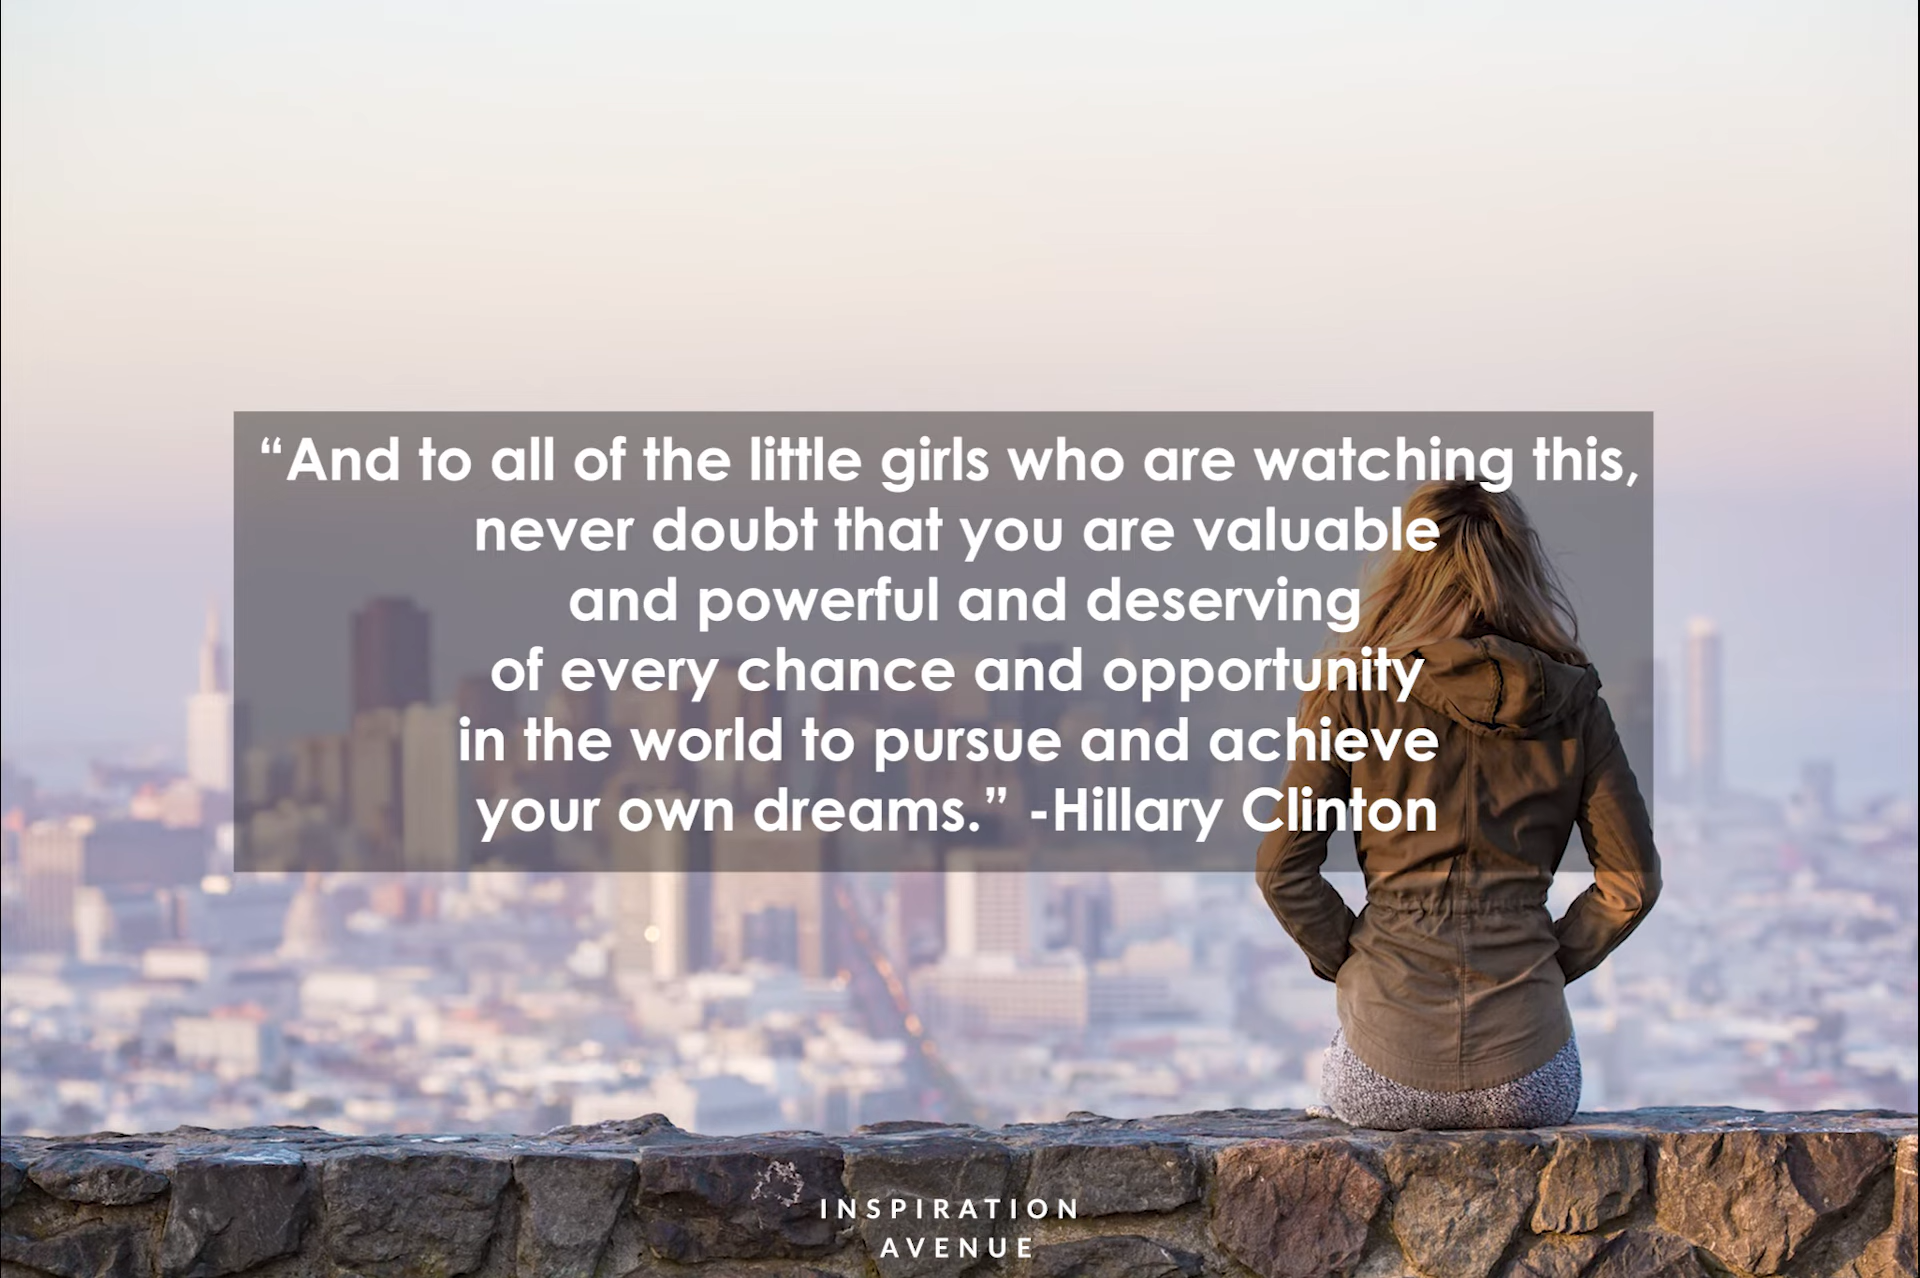 “And to all of the little girls who are watching this,
never doubt that you are valuable
and powerful and deserving
of every chance and opportunity
in the world to pursue and achieve
your own dreams.” -Hillary Clinton
INSPIRATION
AVENUE